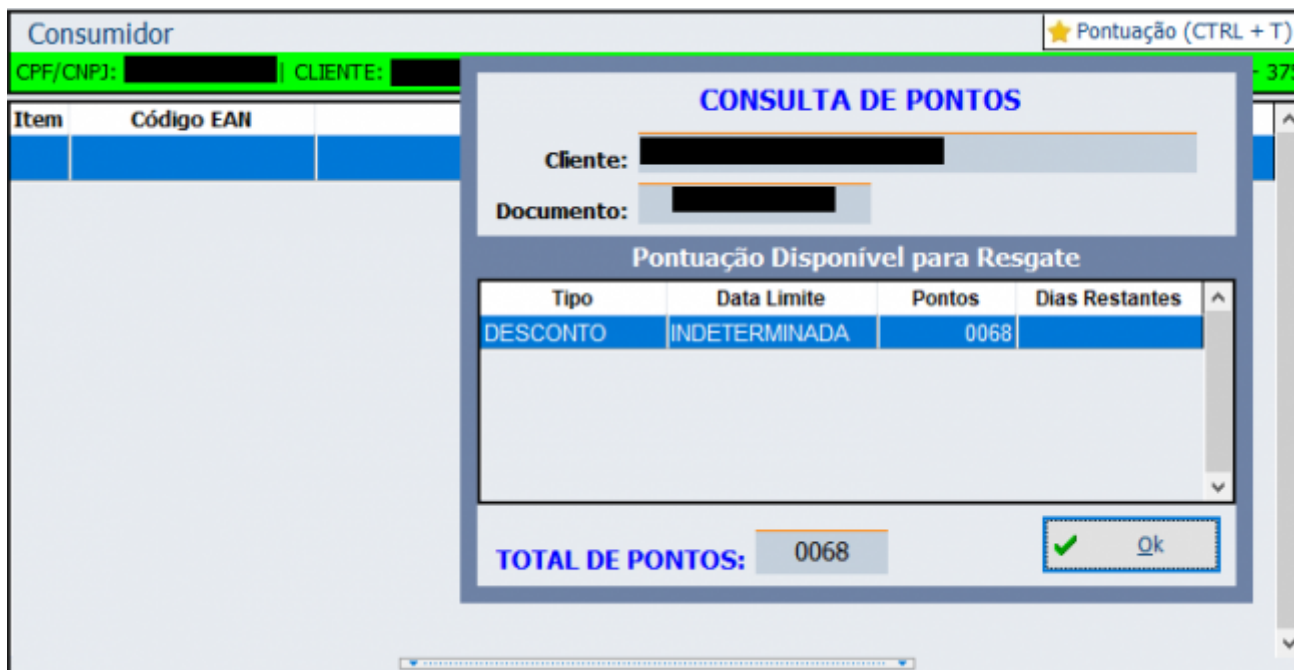 Consumidor
Pontuação (CTRL + T)
CPF/CNPJ: | CLIENTE: - 375
CONSULTA DE PONTOS
Item Código EAN
Cliente:
Documento:
Pontuação Disponível para Resgate
Tipo Data Limite Pontos Dias Restantes
DESCONTO INDETERMINADA 0068
TOTAL DE PONTOS: 0068
Ok